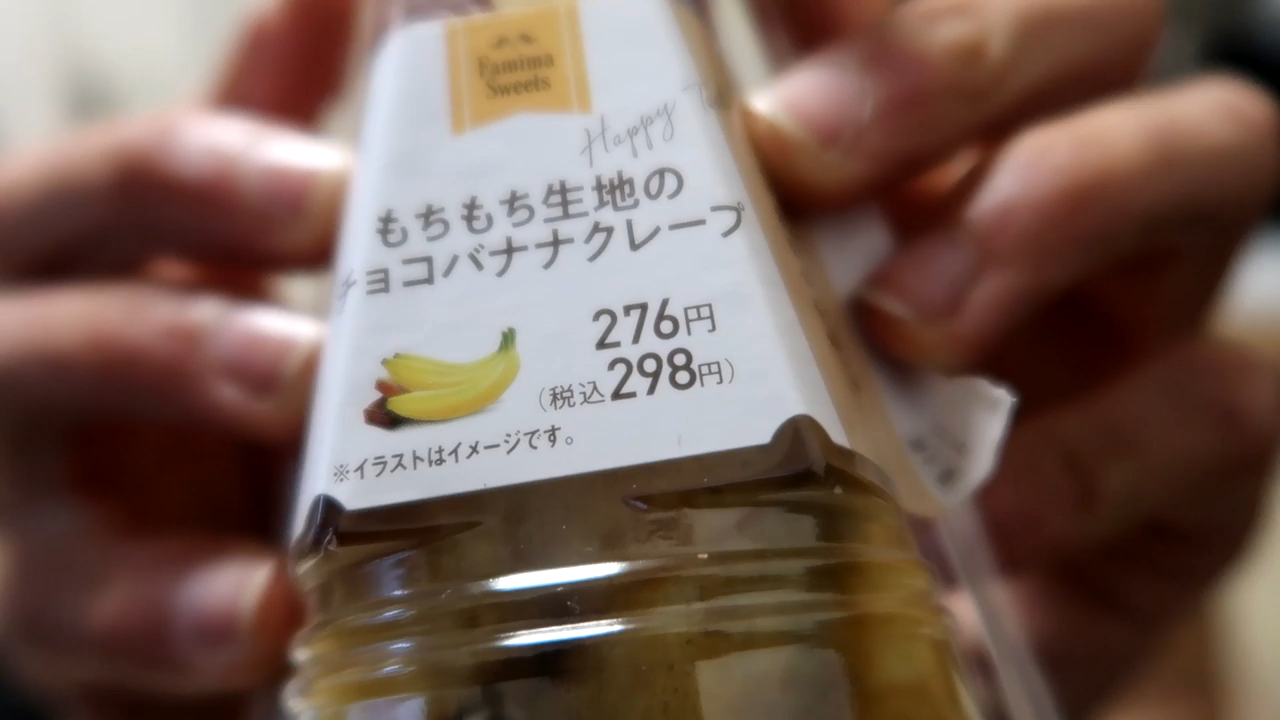 Famima
Sweets
Happy
もちもち生地の
チョコバナナクレープ
276円
(税込298円)
※イラストはイメージです。